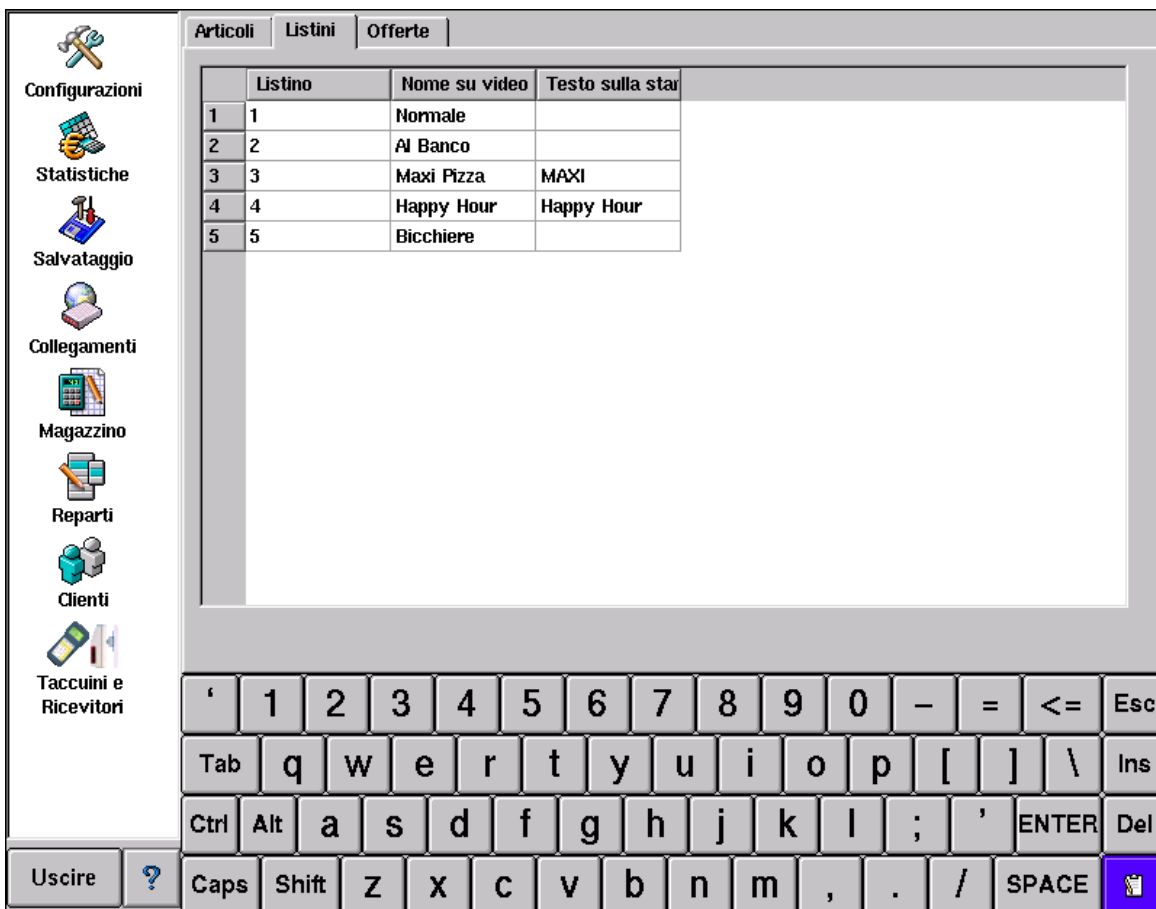 Articoli Listini Offerte
Configurazioni
Statistiche
Salvataggio
Collegamenti
Magazzino
Reparti
Clienti
Taccuini e
Ricevitori
Listino Nome su video Testo sulla star
1 1 Normale
2 2 Al Banco
3 3 Maxi Pizza MAXI
4 4 Happy Hour Happy Hour
5 5 Bicchiere
‘ 1 2 3 4 5 6 7 8 9 0 – = <= Esc
Tab q w e r t y u i o p [ ] \ Ins
Ctrl Alt a s d f g h j k l ; ' ENTER Del
Caps Shift z x c v b n m , . / SPACE
Uscire ?